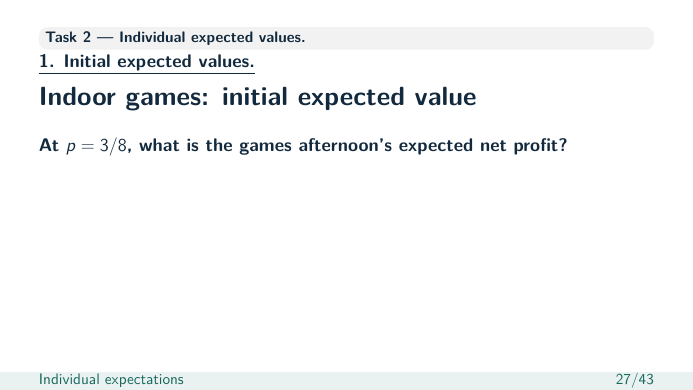 Task 2 — Individual expected values.
1. Initial expected values.
Indoor games: initial expected value
At p = 3/8, what is the games afternoon's expected net profit?
Individual expectations 27/43